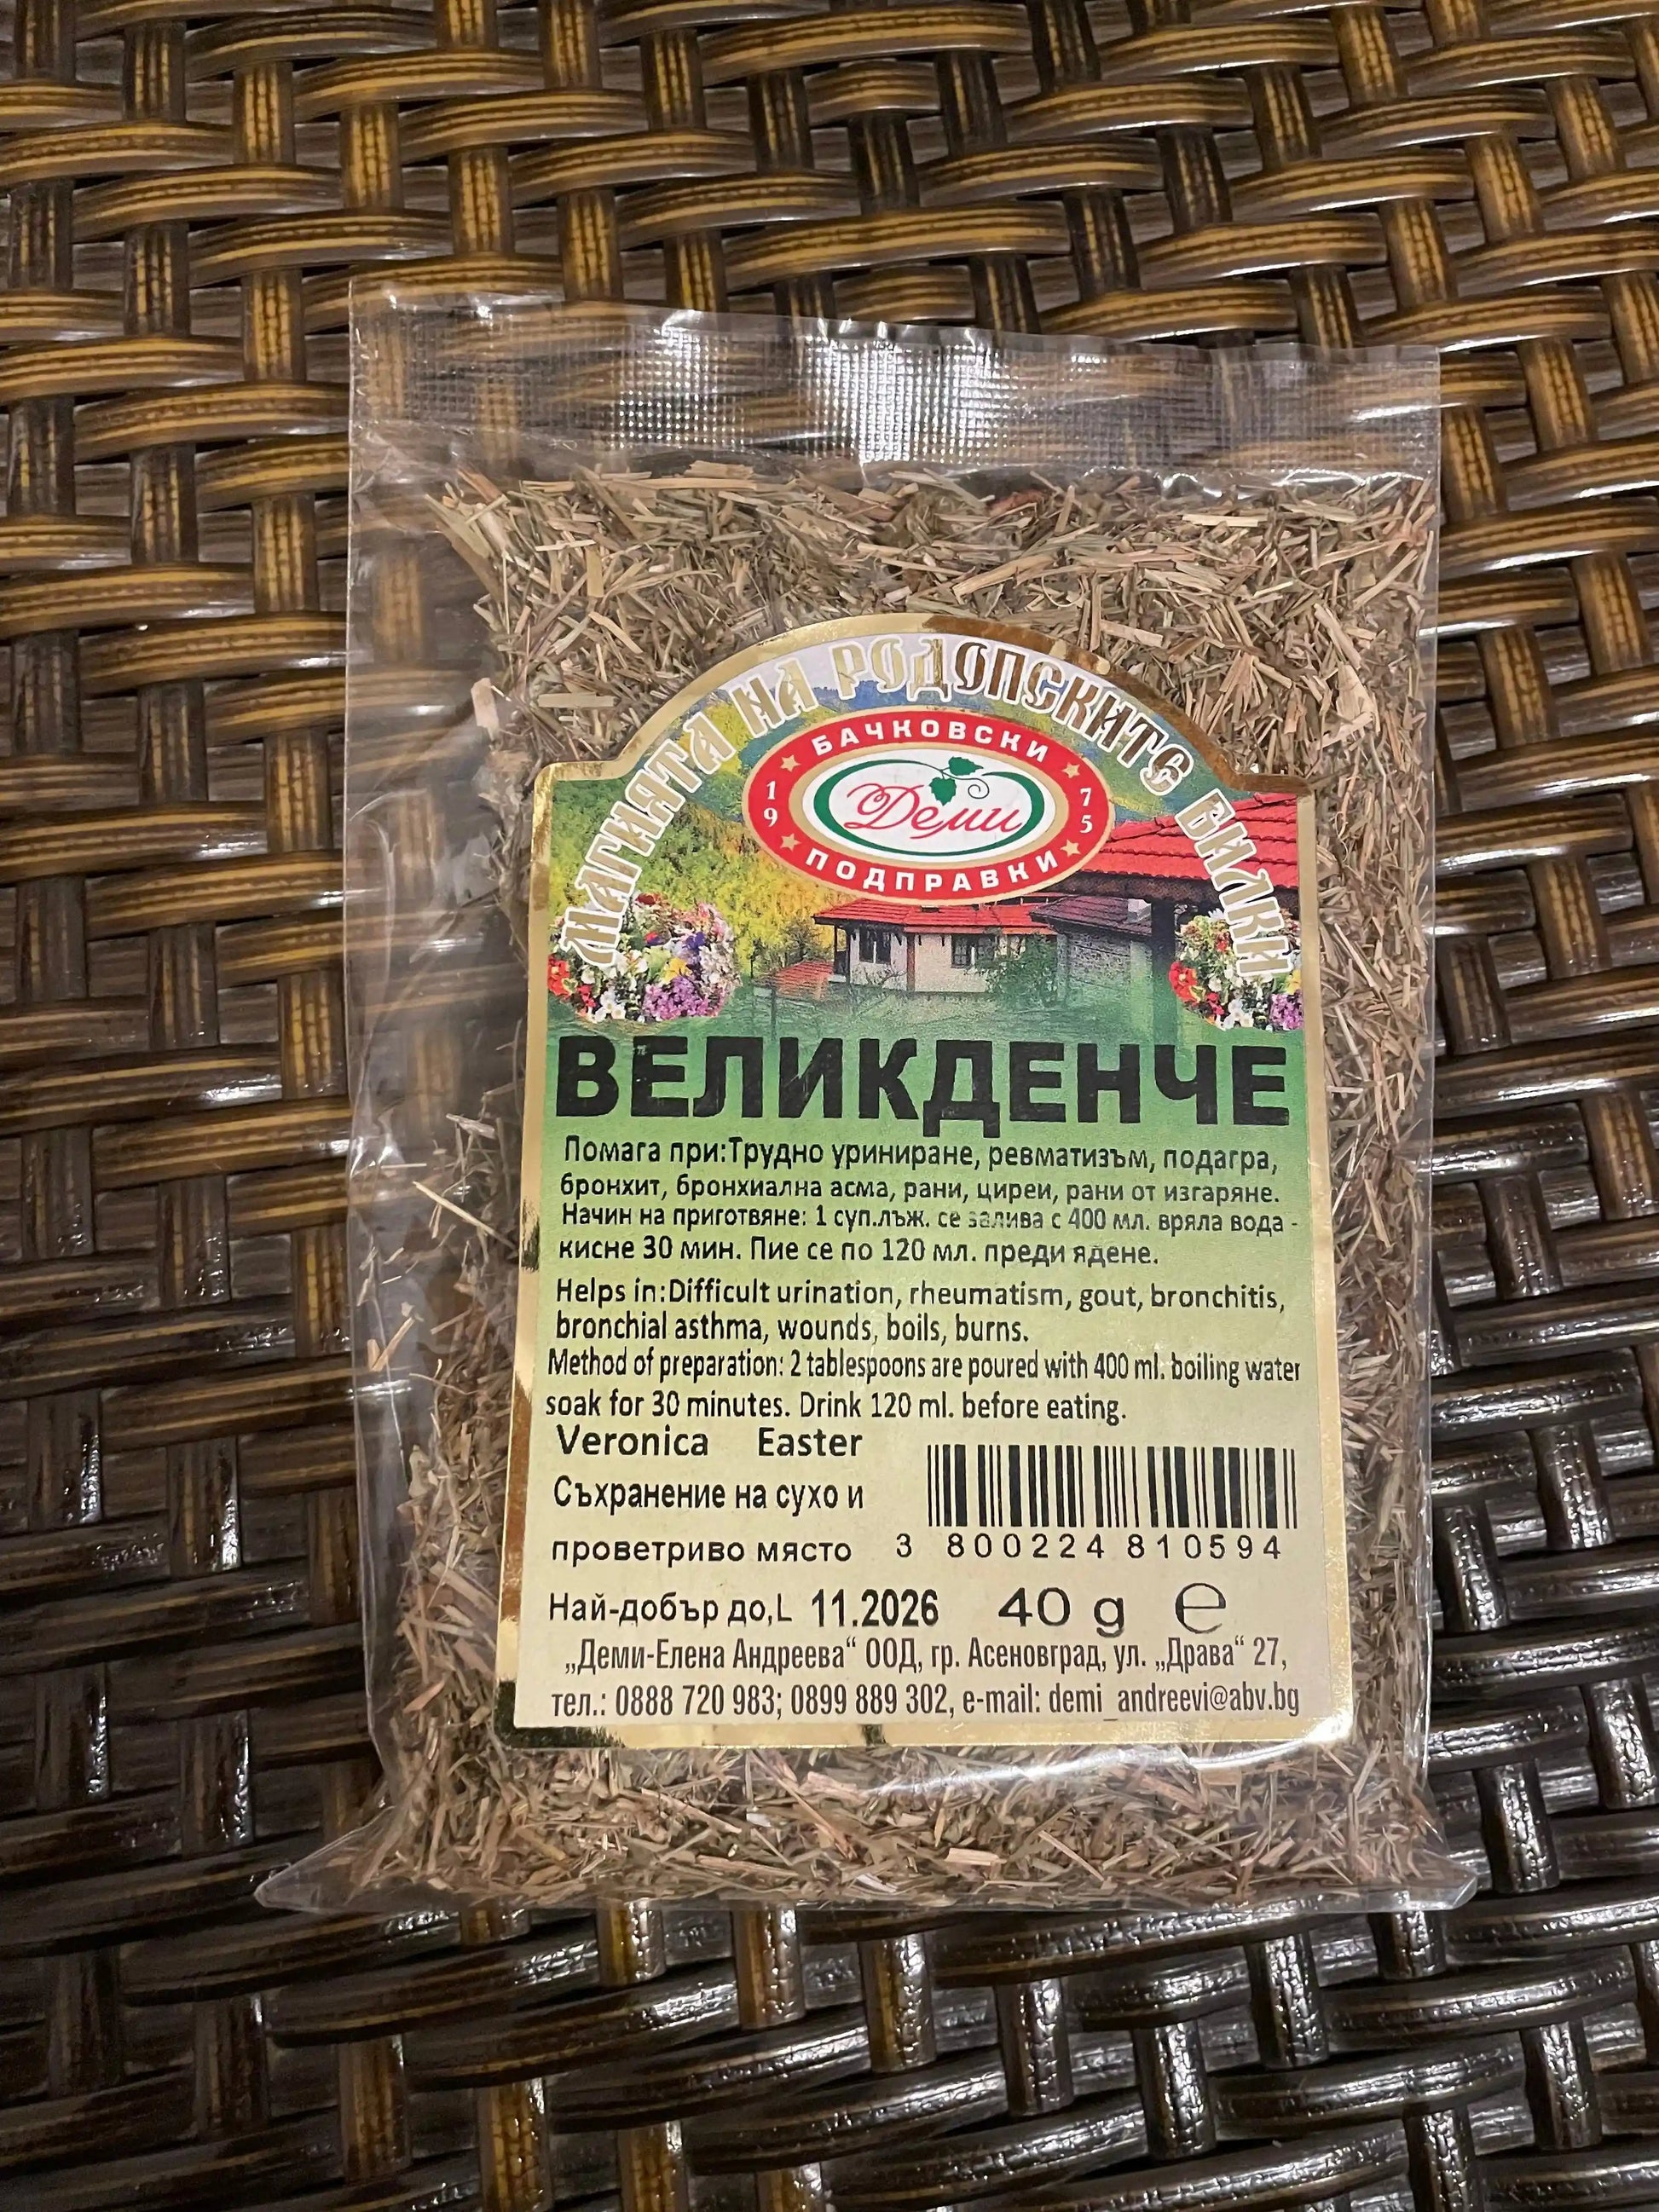 МАГИЯТА НА РОДОПСКИТЕ БИЛКИ
БАЧКОВСКИ
19 75
Деми
ПОДПРАВКИ
ВЕЛИКДЕНЧЕ
Помага при:Трудно уриниране, ревматизъм, подагра,
бронхит, бронхиална асма, рани, циреи, рани от изгаряне.
Начин на приготвяне: 1 суп.лъж. се залива с 400 мл. вряла вода -
кисне 30 мин. Пие се по 120 мл. преди ядене.
Helps in:Difficult urination, rheumatism, gout, bronchitis,
bronchial asthma, wounds, boils, burns.
Method of preparation: 2 tablespoons are poured with 400 ml. boiling water
soak for 30 minutes. Drink 120 ml. before eating.
Veronica Easter
Съхранение на сухо и
проветриво място
3 800224 810594
Най-добър до,L 11.2026 40 g e
„Деми-Елена Андреева“ ООД, гр. Асеновград, ул. „Драва“ 27,
тел.: 0888 720 983; 0899 889 302, e-mail: demi_andreevi@abv.bg